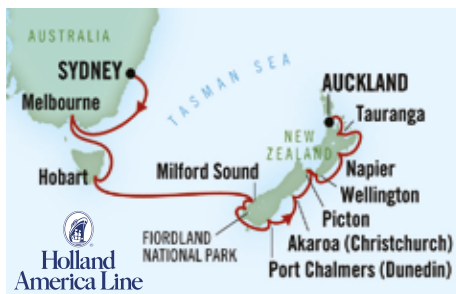 AUSTRALIA
SYDNEY
Melbourne
TASMAN SEA
AUCKLAND
Tauranga
NEW
ZEALAND
Hobart
Milford Sound
Napier
Wellington
Picton
FIORDLAND
NATIONAL PARK
Akaroa (Christchurch)
Port Chalmers (Dunedin)
Holland
America Line